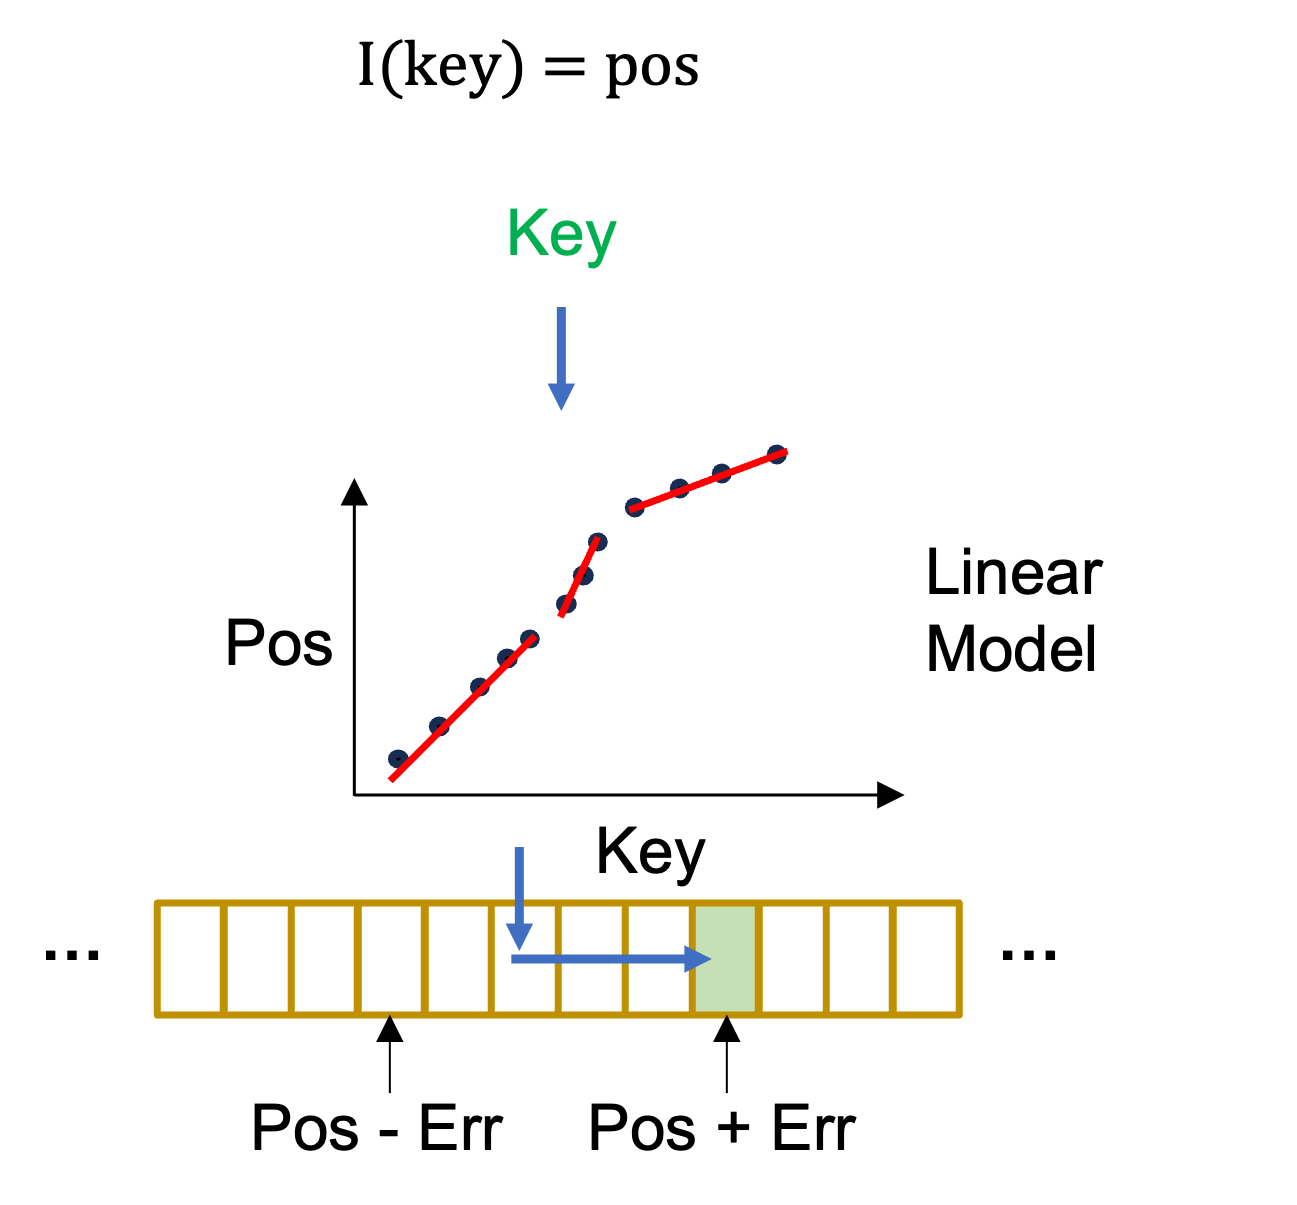 I(key) = pos
Key
Linear
Model
Pos
Key
...
...
Pos - Err
Pos + Err